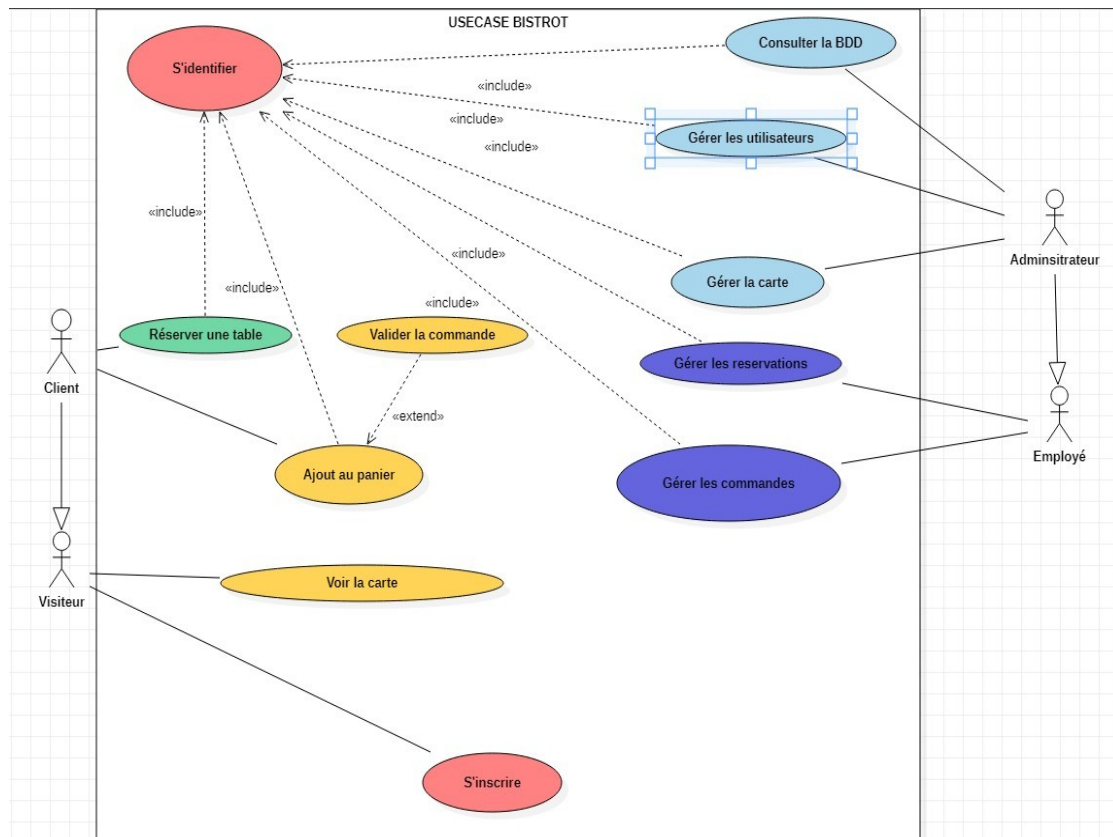 USECASE BISTROT
S'identifier
Consulter la BDD
«include»
«include»
Gérer les utilisateurs
«include»
«include»
Adminsitrateur
«include»
Gérer la carte
«include»
«include»
Réserver une table
Valider la commande
Gérer les reservations
Client
«extend»
Employé
Ajout au panier
Gérer les commandes
Voir la carte
Visiteur
S'inscrire